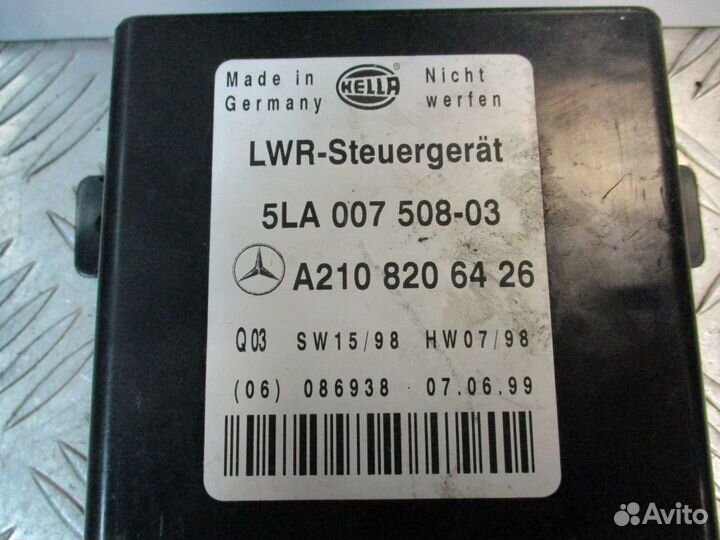 Made in
Germany
HELLA
®
Nicht
werfen
LWR-Steuergerät
5LA 007 508-03
A210 820 64 26
Q03 SW15/98 HW07/98
(06) 086938 07.06.99
Avito